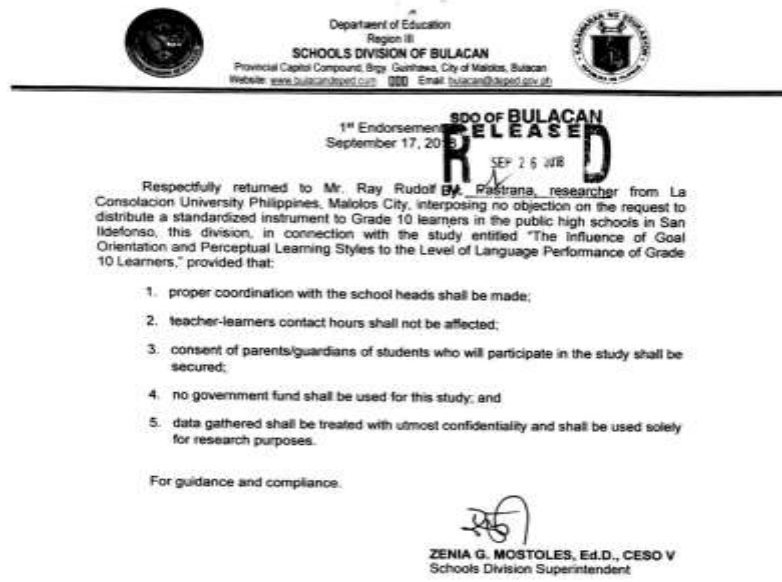 Department of Education
Region III
SCHOOLS DIVISION OF BULACAN
Provincial Capitol Compound, Brgy. Guinhawa, City of Malolos, Bulacan
Website: www.bulacandeped.com Email: bulacan@deped.gov.ph
1st Endorsement
September 17, 2018
SDO OF BULACAN
RELEASED
SEP 26 2018
By:
Respectfully returned to Mr. Ray Rudolf Pastrana, researcher from La
Consolacion University Philippines, Malolos City, interposing no objection on the request to
distribute a standardized instrument to Grade 10 learners in the public high schools in San
Ildefonso, this division, in connection with the study entitled "The Influence of Goal
Orientation and Perceptual Learning Styles to the Level of Language Performance of Grade
10 Learners," provided that:
1. proper coordination with the school heads shall be made;
2. teacher-learners contact hours shall not be affected;
3. consent of parents/guardians of students who will participate in the study shall be
secured;
4. no government fund shall be used for this study; and
5. data gathered shall be treated with utmost confidentiality and shall be used solely
for research purposes.
For guidance and compliance.
ZENIA G. MOSTOLES, Ed.D., CESO V
Schools Division Superintendent